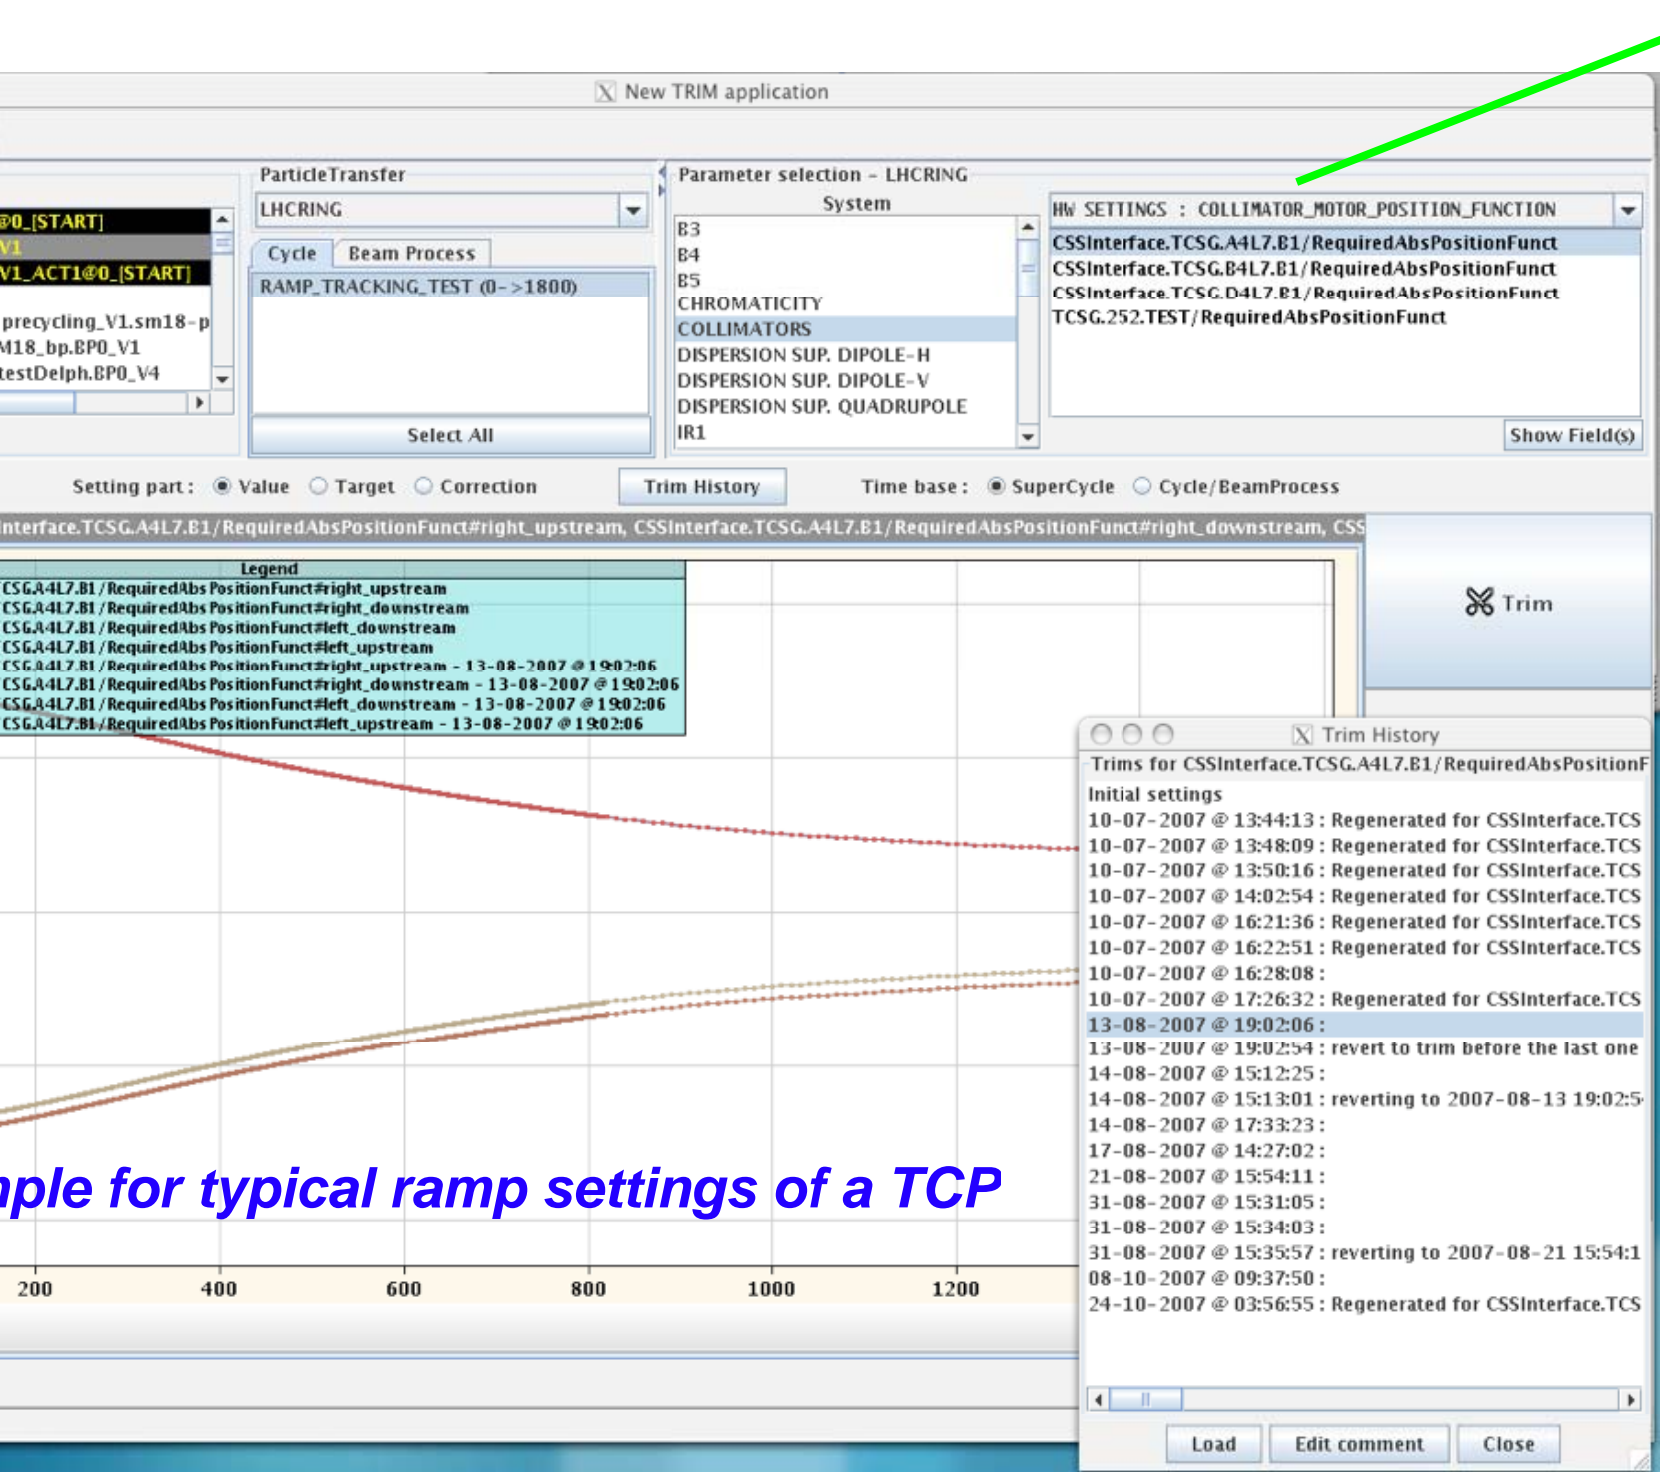 New TRIM application
ParticleTransfer
Parameter selection - LHCRING
@0_[START]
V1
V1_ACT1@0_[START]
precycling_V1.sm18-p
M18_bp.BP0_V1
testDelph.BP0_V4
LHCRING
Cycle
Beam Process
RAMP_TRACKING_TEST (0->1800)
Select All
System
B3
B4
B5
CHROMATICITY
COLLIMATORS
DISPERSION SUP. DIPOLE-H
DISPERSION SUP. DIPOLE-V
DISPERSION SUP. QUADRUPOLE
IR1
HW SETTINGS : COLLIMATOR_MOTOR_POSITION_FUNCTION
CSSInterface.TCSG.A4L7.B1/RequiredAbsPositionFunct
CSSInterface.TCSG.B4L7.B1/RequiredAbsPositionFunct
CSSInterface.TCSG.D4L7.B1/RequiredAbsPositionFunct
TCSG.252.TEST/RequiredAbsPositionFunct
Show Field(s)
Setting part: Value Target Correction
Trim History
Time base: SuperCycle Cycle/BeamProcess
nterface.TCSG.A4L7.B1/RequiredAbsPositionFunct#right_upstream, CSSInterface.TCSG.A4L7.B1/RequiredAbsPositionFunct#right_downstream, CSS
Legend
CSG.A4L7.B1/RequiredAbsPositionFunct#right_upstream
CSG.A4L7.B1/RequiredAbsPositionFunct#right_downstream
CSG.A4L7.B1/RequiredAbsPositionFunct#left_downstream
CSG.A4L7.B1/RequiredAbsPositionFunct#left_upstream
CSG.A4L7.B1/RequiredAbsPositionFunct#right_upstream - 13-08-2007 @ 19:02:06
CSG.A4L7.B1/RequiredAbsPositionFunct#right_downstream - 13-08-2007 @ 19:02:06
CSG.A4L7.B1/RequiredAbsPositionFunct#left_downstream - 13-08-2007 @ 19:02:06
CSG.A4L7.B1/RequiredAbsPositionFunct#left_upstream - 13-08-2007 @ 19:02:06
Trim
Trim History
Trims for CSSInterface.TCSG.A4L7.B1/RequiredAbsPositionF
Initial settings
10-07-2007 @ 13:44:13 : Regenerated for CSSInterface.TCS
10-07-2007 @ 13:48:09 : Regenerated for CSSInterface.TCS
10-07-2007 @ 13:50:16 : Regenerated for CSSInterface.TCS
10-07-2007 @ 14:02:54 : Regenerated for CSSInterface.TCS
10-07-2007 @ 16:21:36 : Regenerated for CSSInterface.TCS
10-07-2007 @ 16:22:51 : Regenerated for CSSInterface.TCS
10-07-2007 @ 16:28:08 :
10-07-2007 @ 17:26:32 : Regenerated for CSSInterface.TCS
13-08-2007 @ 19:02:06 :
13-08-2007 @ 19:02:54 : revert to trim before the last one
14-08-2007 @ 15:12:25 :
14-08-2007 @ 15:13:01 : reverting to 2007-08-13 19:02:5
14-08-2007 @ 17:33:23 :
17-08-2007 @ 14:27:02 :
21-08-2007 @ 15:54:11 :
31-08-2007 @ 15:31:05 :
31-08-2007 @ 15:34:03 :
31-08-2007 @ 15:35:57 : reverting to 2007-08-21 15:54:1
08-10-2007 @ 09:37:50 :
24-10-2007 @ 03:56:55 : Regenerated for CSSInterface.TCS
Load
Edit comment
Close
mple for typical ramp settings of a TCP
200 400 600 800 1000 1200